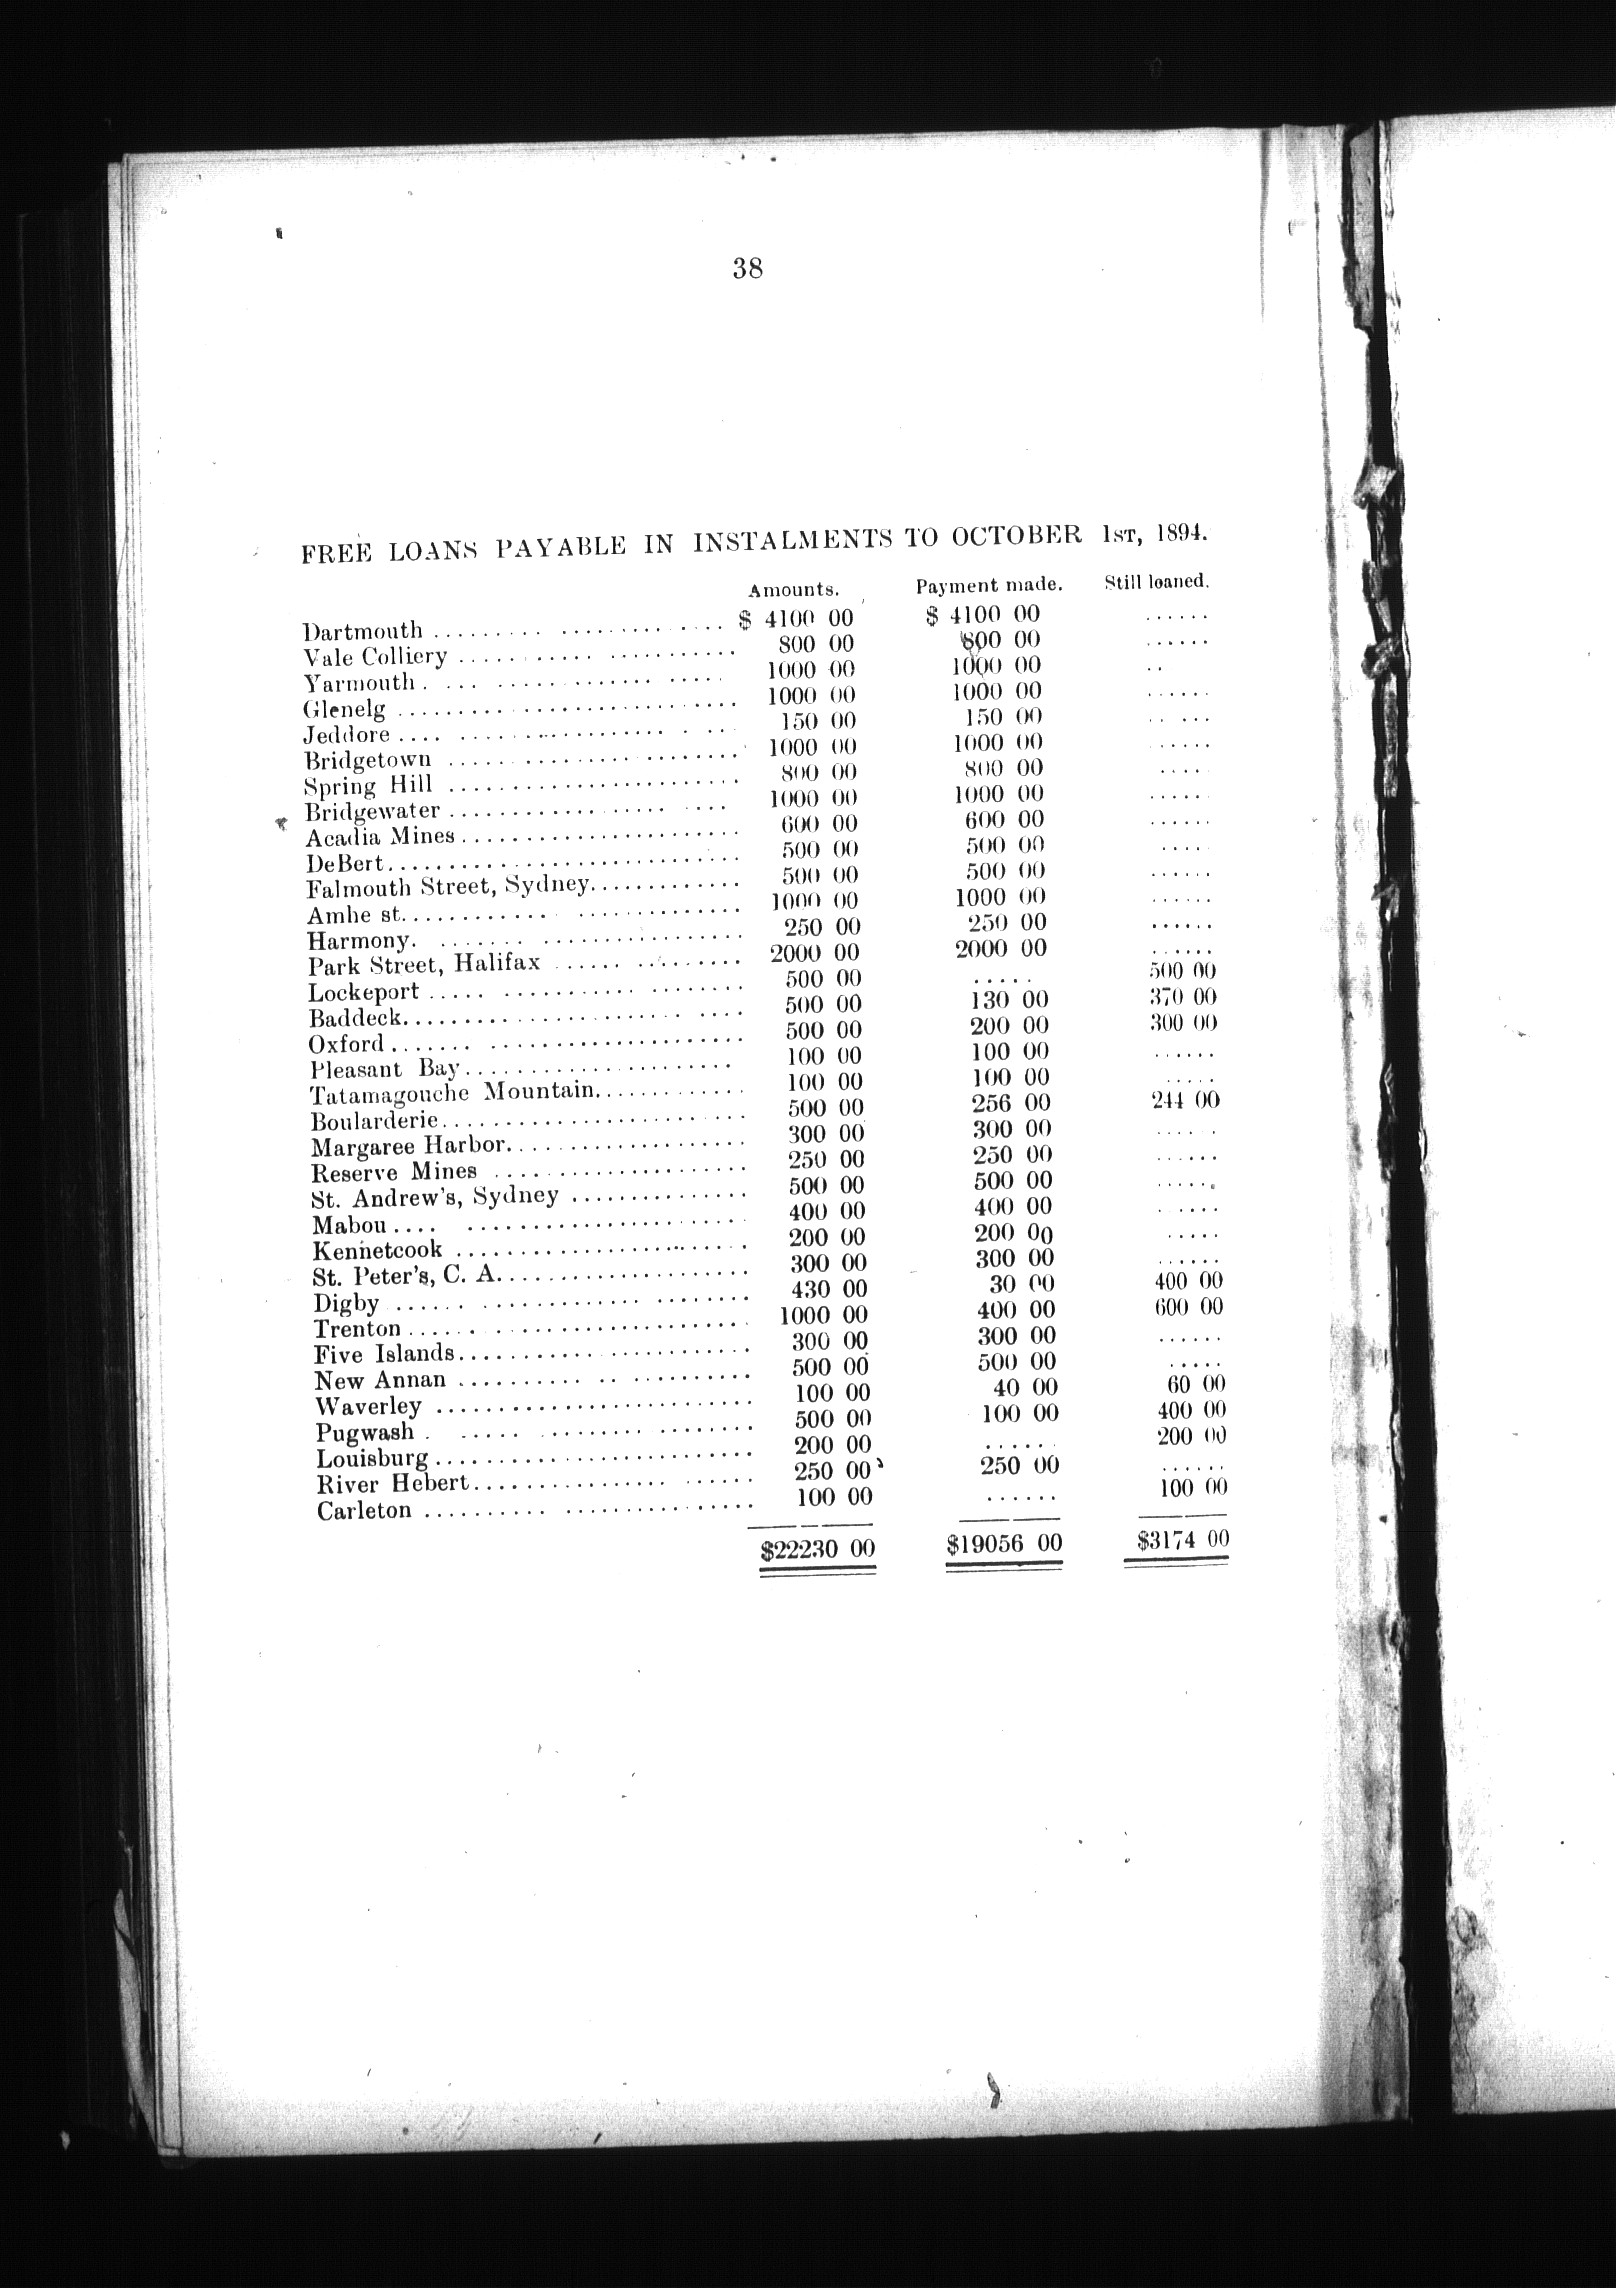 38
FREE LOANS PAYABLE IN INSTALMENTS TO OCTOBER 1ST, 1894.
Amounts. Payment made. Still loaned.
Dartmouth .......... $ 4100 00 $ 4100 00 ......
Vale Colliery .......... 800 00 800 00 ......
Yarmouth .......... 1000 00 1000 00 ..
Glenelg .......... 1000 00 1000 00 ......
Jeddore .......... 150 00 150 00 .. ...
Bridgetown .......... 1000 00 1000 00 ......
Spring Hill .......... 800 00 800 00 ....
Bridgewater .......... 1000 00 1000 00 ......
Acadia Mines .......... 600 00 600 00 ......
DeBert .......... 500 00 500 00 ....
Falmouth Street, Sydney .......... 500 00 500 00 ......
Amhe st .......... 1000 00 1000 00 ......
Harmony. .......... 250 00 250 00 ......
Park Street, Halifax .......... 2000 00 2000 00 ......
Lockeport .......... 500 00 ..... 500 00
Baddeck .......... 500 00 130 00 370 00
Oxford .......... 500 00 200 00 300 00
Pleasant Bay .......... 100 00 100 00 ......
Tatamagouche Mountain .......... 100 00 100 00 .....
Boularderie .......... 500 00 256 00 244 00
Margaree Harbor .......... 300 00 300 00 .....
Reserve Mines .......... 250 00 250 00 ......
St. Andrew's, Sydney .......... 500 00 500 00 ......
Mabou .......... 400 00 400 00 ......
Kennetcook .......... 200 00 200 00 .....
St. Peter's, C. A. .......... 300 00 300 00 ......
Digby .......... 430 00 30 00 400 00
Trenton .......... 1000 00 400 00 600 00
Five Islands .......... 300 00 300 00 ......
New Annan .......... 500 00 500 00 .....
Waverley .......... 100 00 40 00 60 00
Pugwash .......... 500 00 100 00 400 00
Louisburg .......... 200 00 ...... 200 00
River Hebert .......... 250 00 250 00 ......
Carleton .......... 100 00 ...... 100 00
$22230 00 $19056 00 $3174 00